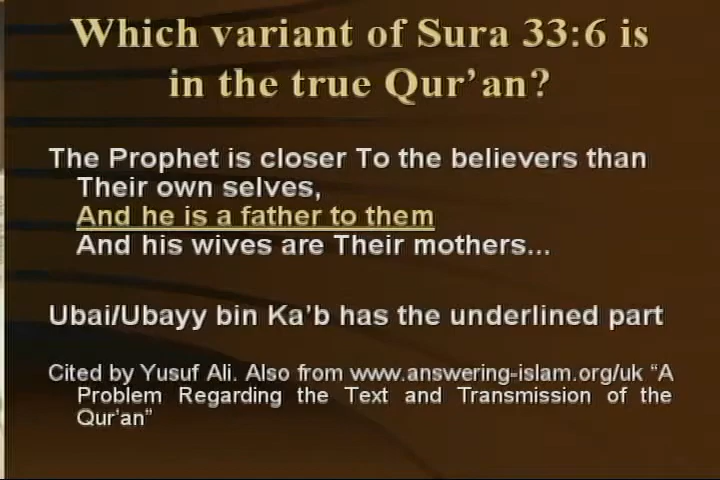 Which variant of Sura 33:6 is
in the true Qur'an?
The Prophet is closer To the believers than
Their own selves,
And he is a father to them
And his wives are Their mothers...
Ubai/Ubayy bin Ka'b has the underlined part
Cited by Yusuf Ali. Also from www.answering-islam.org/uk “A
Problem Regarding the Text and Transmission of the
Qur'an”